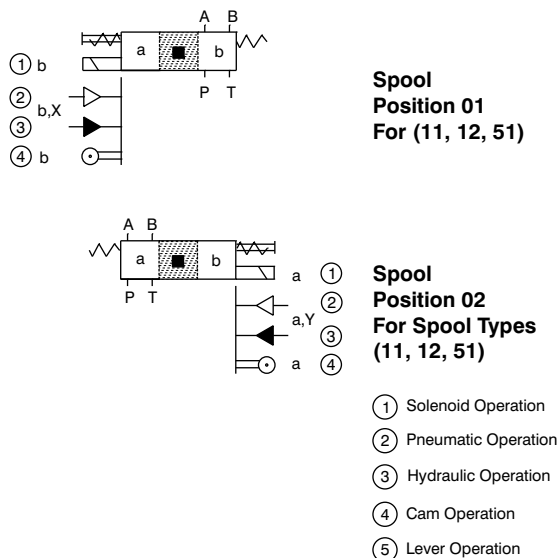 A B
a b
① b
P T
② b,X
③
④ b
Spool
Position 01
For (11, 12, 51)
A B
a b
a ①
P T
② a,Y
③
a ④
Spool
Position 02
For Spool Types
(11, 12, 51)
① Solenoid Operation
② Pneumatic Operation
③ Hydraulic Operation
④ Cam Operation
⑤ Lever Operation